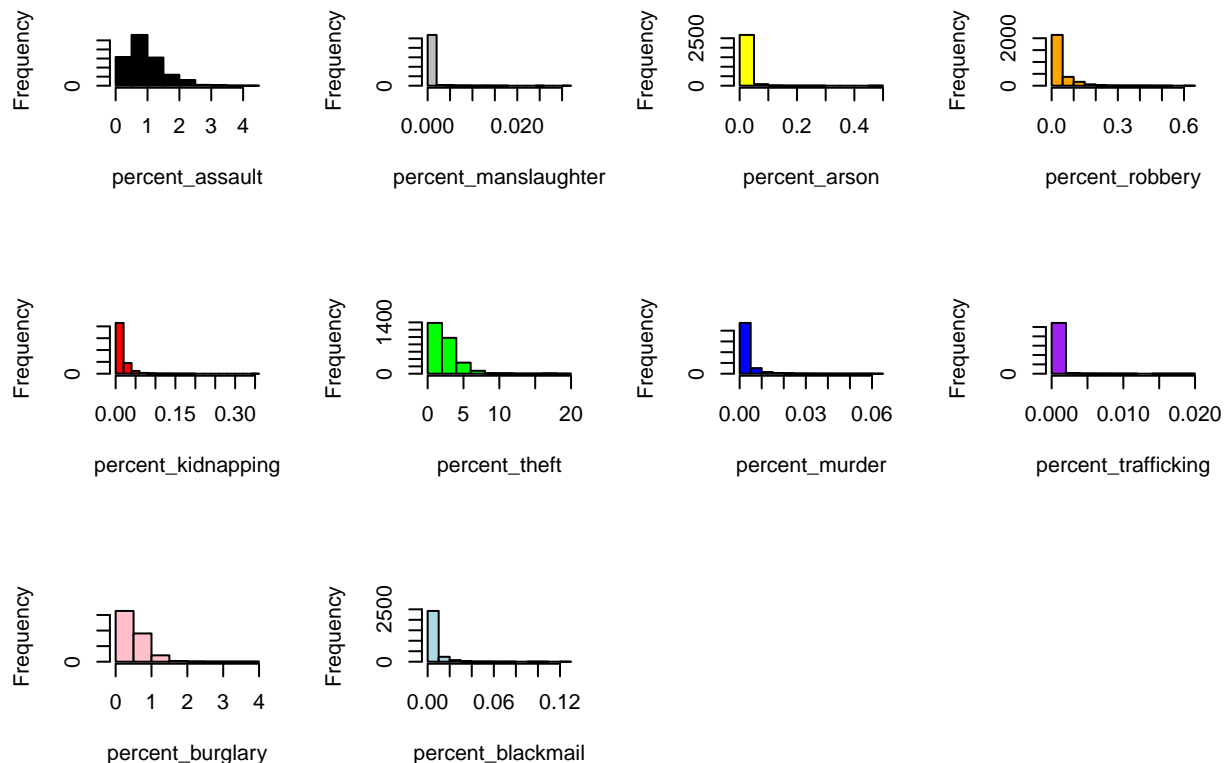 Frequency
0
0 1 2 3 4
percent_assault
Frequency
0
0.000 0.020
percent_manslaughter
Frequency
0 2500
0.0 0.2 0.4
percent_arson
Frequency
0 2000
0.0 0.3 0.6
percent_robbery
Frequency
0
0.00 0.15 0.30
percent_kidnapping
Frequency
0 1400
0 5 20
percent_theft
Frequency
0
0.00 0.03 0.06
percent_murder
Frequency
0
0.000 0.010 0.020
percent_trafficking
Frequency
0
0 1 2 3 4
percent_burglary
Frequency
0 2500
0.00 0.06 0.12
percent_blackmail